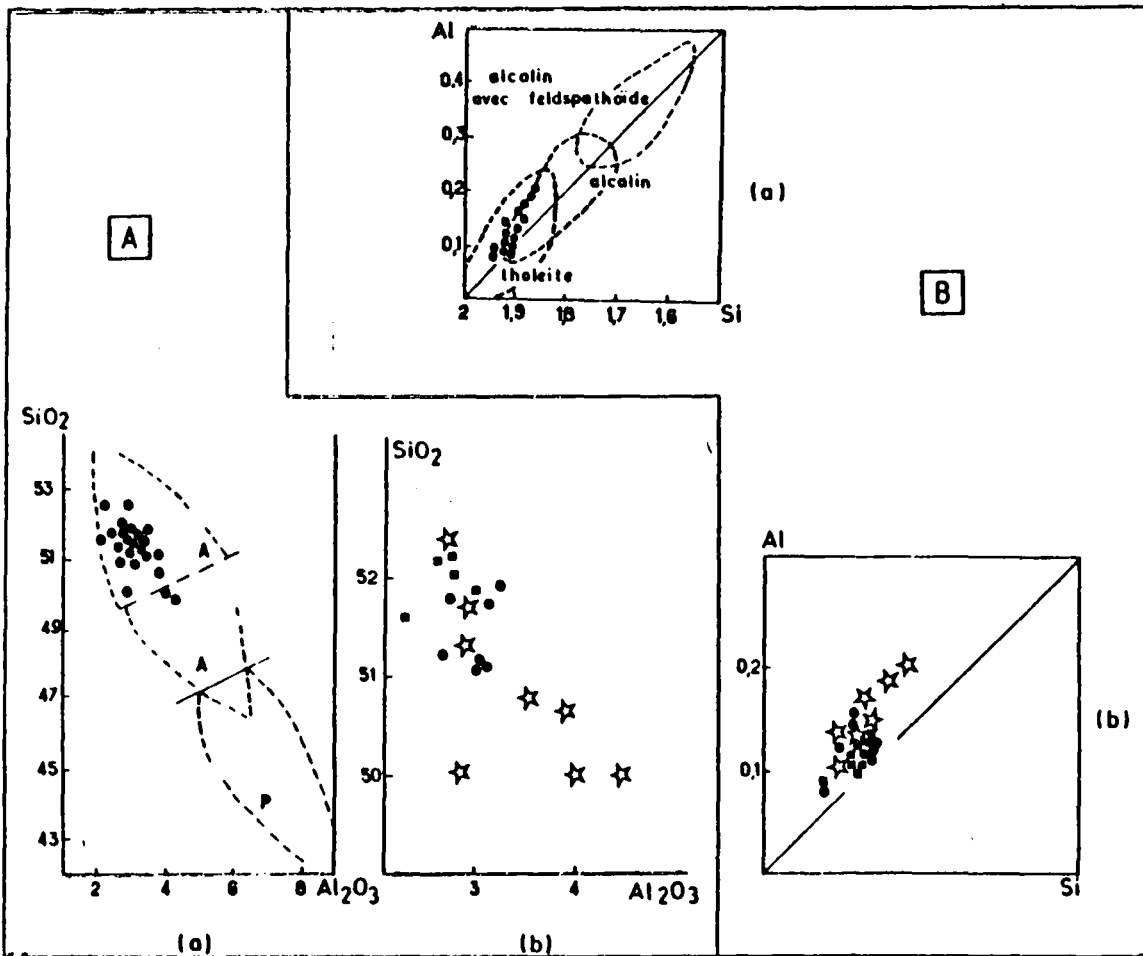 Al
0,4
alcalin
avec feldspathoïde
0,3
0,2
alcalin
0,1
tholeite
2 1,9 1,8 1,7 1,6 Si
(a)
A
B
SiO2
53
51
49
47
45
43
A
A
P
2 4 6 8 Al2O3
(a)
SiO2
52
51
50
3 4 Al2O3
(b)
Al
0,2
0,1
Si
(b)